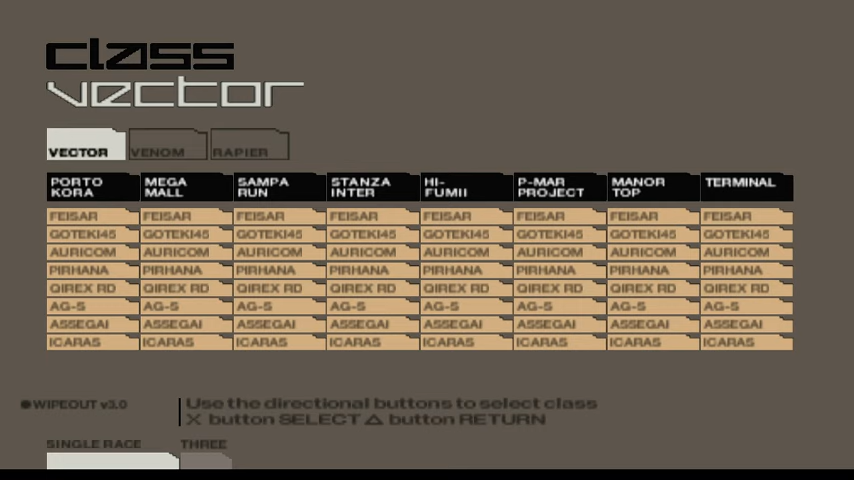 class
vector
VECTOR VENOM RAPIER
PORTO KORA MEGA MALL SAMPA RUN STANZA INTER HI-FUMII P-MAR PROJECT MANOR TOP TERMINAL
FEISAR FEISAR FEISAR FEISAR FEISAR FEISAR FEISAR FEISAR
GOTEKI45 GOTEKI45 GOTEKI45 GOTEKI45 GOTEKI45 GOTEKI45 GOTEKI45 GOTEKI45
AURICOM AURICOM AURICOM AURICOM AURICOM AURICOM AURICOM AURICOM
PIRHANA PIRHANA PIRHANA PIRHANA PIRHANA PIRHANA PIRHANA PIRHANA
QIREX RD QIREX RD QIREX RD QIREX RD QIREX RD QIREX RD QIREX RD QIREX RD
AG-S AG-S AG-S AG-S AG-S AG-S AG-S AG-S
ASSEGAI ASSEGAI ASSEGAI ASSEGAI ASSEGAI ASSEGAI ASSEGAI ASSEGAI
ICARAS ICARAS ICARAS ICARAS ICARAS ICARAS ICARAS ICARAS
WIPEOUT v3.0
Use the directional buttons to select class
X button SELECT △ button RETURN
SINGLE RACE THREE